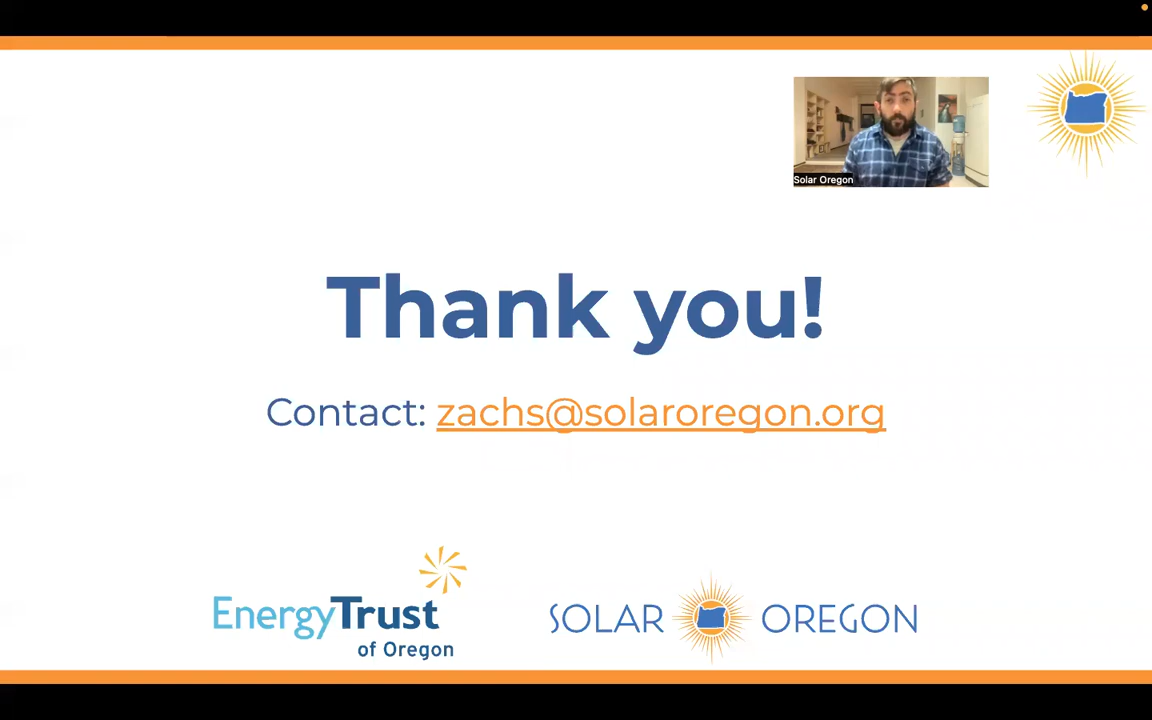 Solar Oregon
Thank you!
Contact: zachs@solaroregon.org
EnergyTrust
of Oregon
SOLAR OREGON